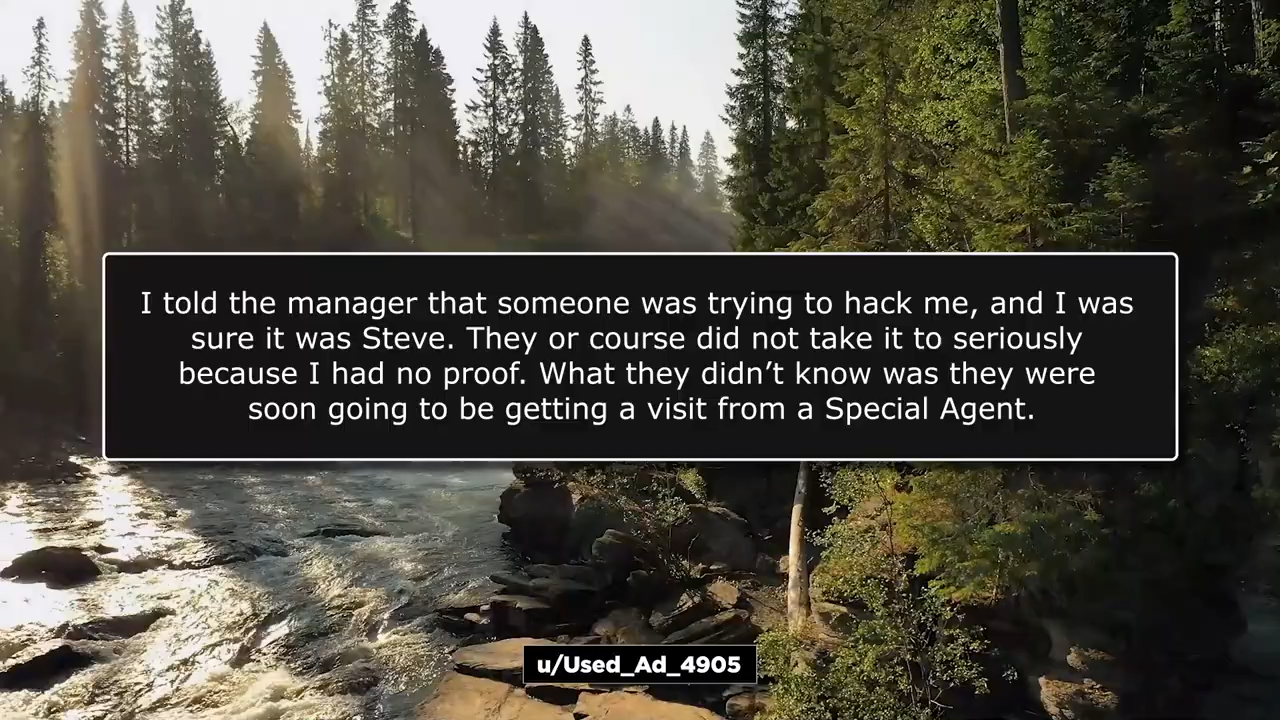 I told the manager that someone was trying to hack me, and I was
sure it was Steve. They or course did not take it to seriously
because I had no proof. What they didn’t know was they were
soon going to be getting a visit from a Special Agent.
u/Used_Ad_4905